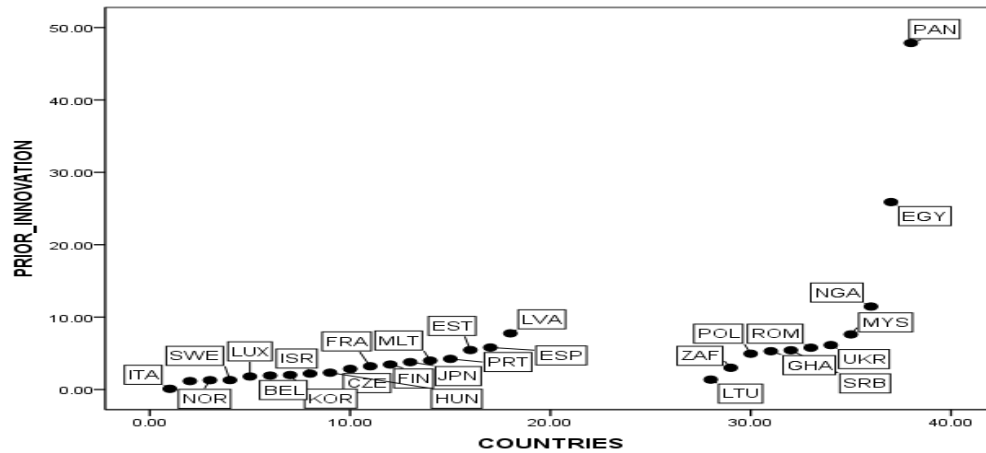 50.00
PAN
40.00
30.00
PRIOR_INNOVATION
EGY
20.00
NGA
10.00
EST
LVA
MYS
FRA
MLT
POL
ROM
SWE
LUX
ISR
ESP
ZAF
UKR
PRT
ITA
GHA
CZE
FIN
JPN
SRB
0.00
NOR
BEL
KOR
HUN
LTU
0.00
10.00
20.00
30.00
40.00
COUNTRIES